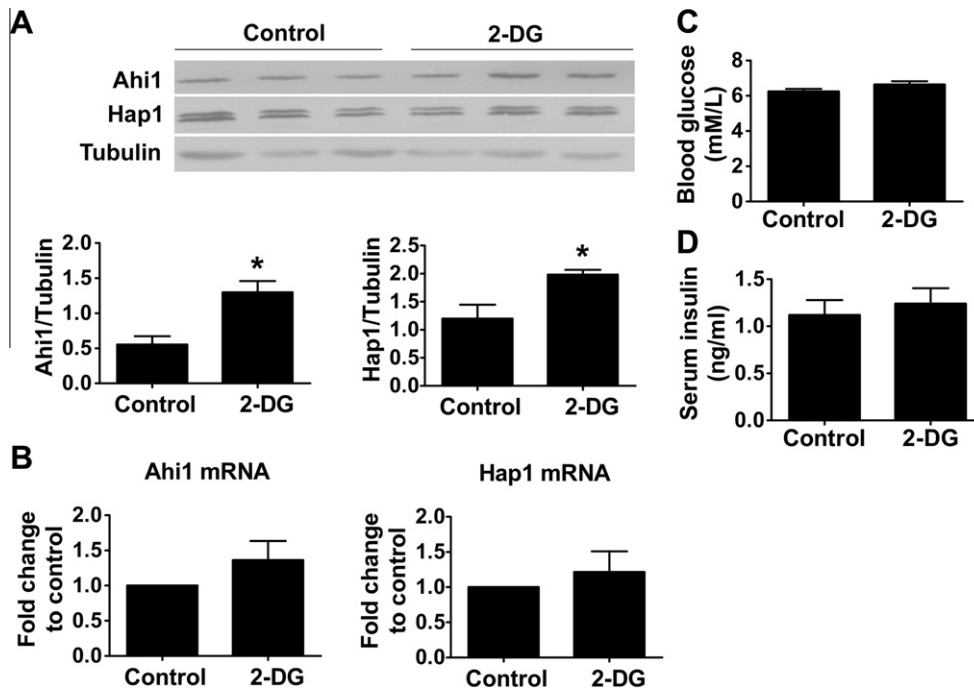 A
Control 2-DG
Ahi1
Hap1
Tubulin
Ahi1/Tubulin
2.0
1.5
1.0
0.5
0.0
*
Control 2-DG
Hap1/Tubulin
2.5
2.0
1.5
1.0
0.5
0.0
*
Control 2-DG
B
Ahi1 mRNA
Fold change
to control
2.0
1.5
1.0
0.5
0.0
Control 2-DG
Hap1 mRNA
Fold change
to control
2.0
1.5
1.0
0.5
0.0
Control 2-DG
C
Blood glucose
(mM/L)
8
6
4
2
0
Control 2-DG
D
Serum insulin
(ng/ml)
1.5
1.0
0.5
0.0
Control 2-DG